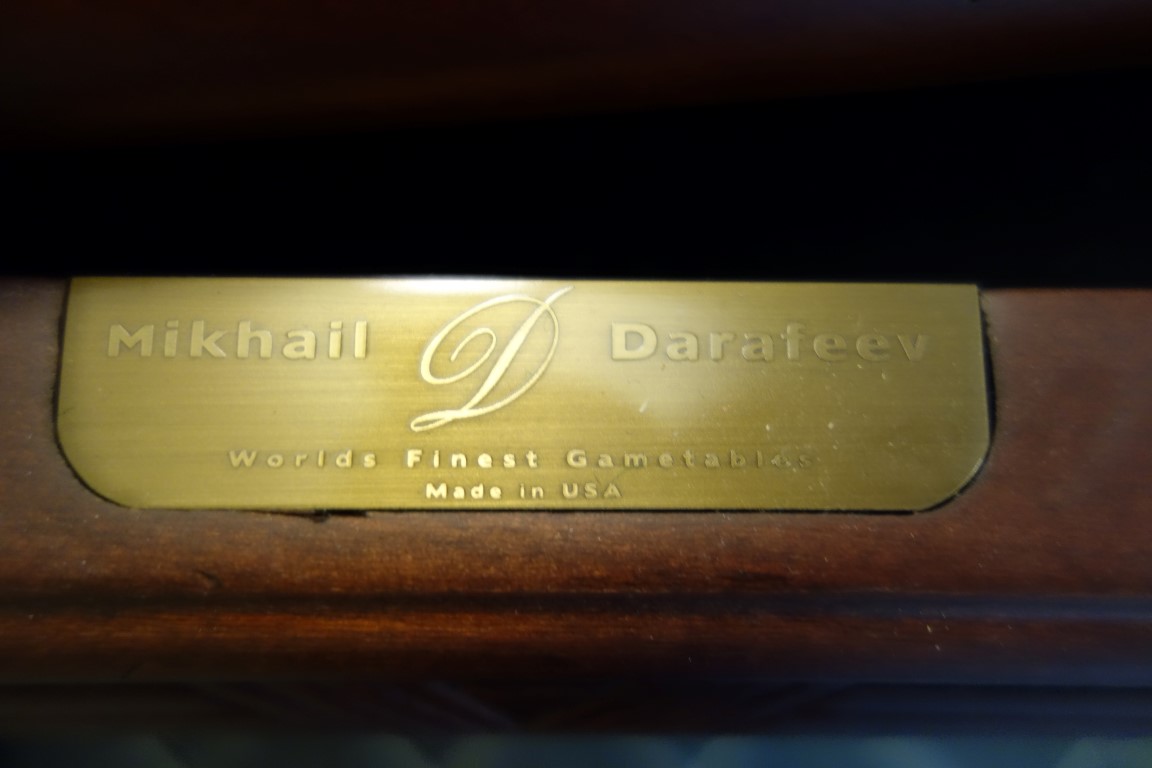 Mikhail D Darafeev
Worlds Finest Gametables
Made in USA